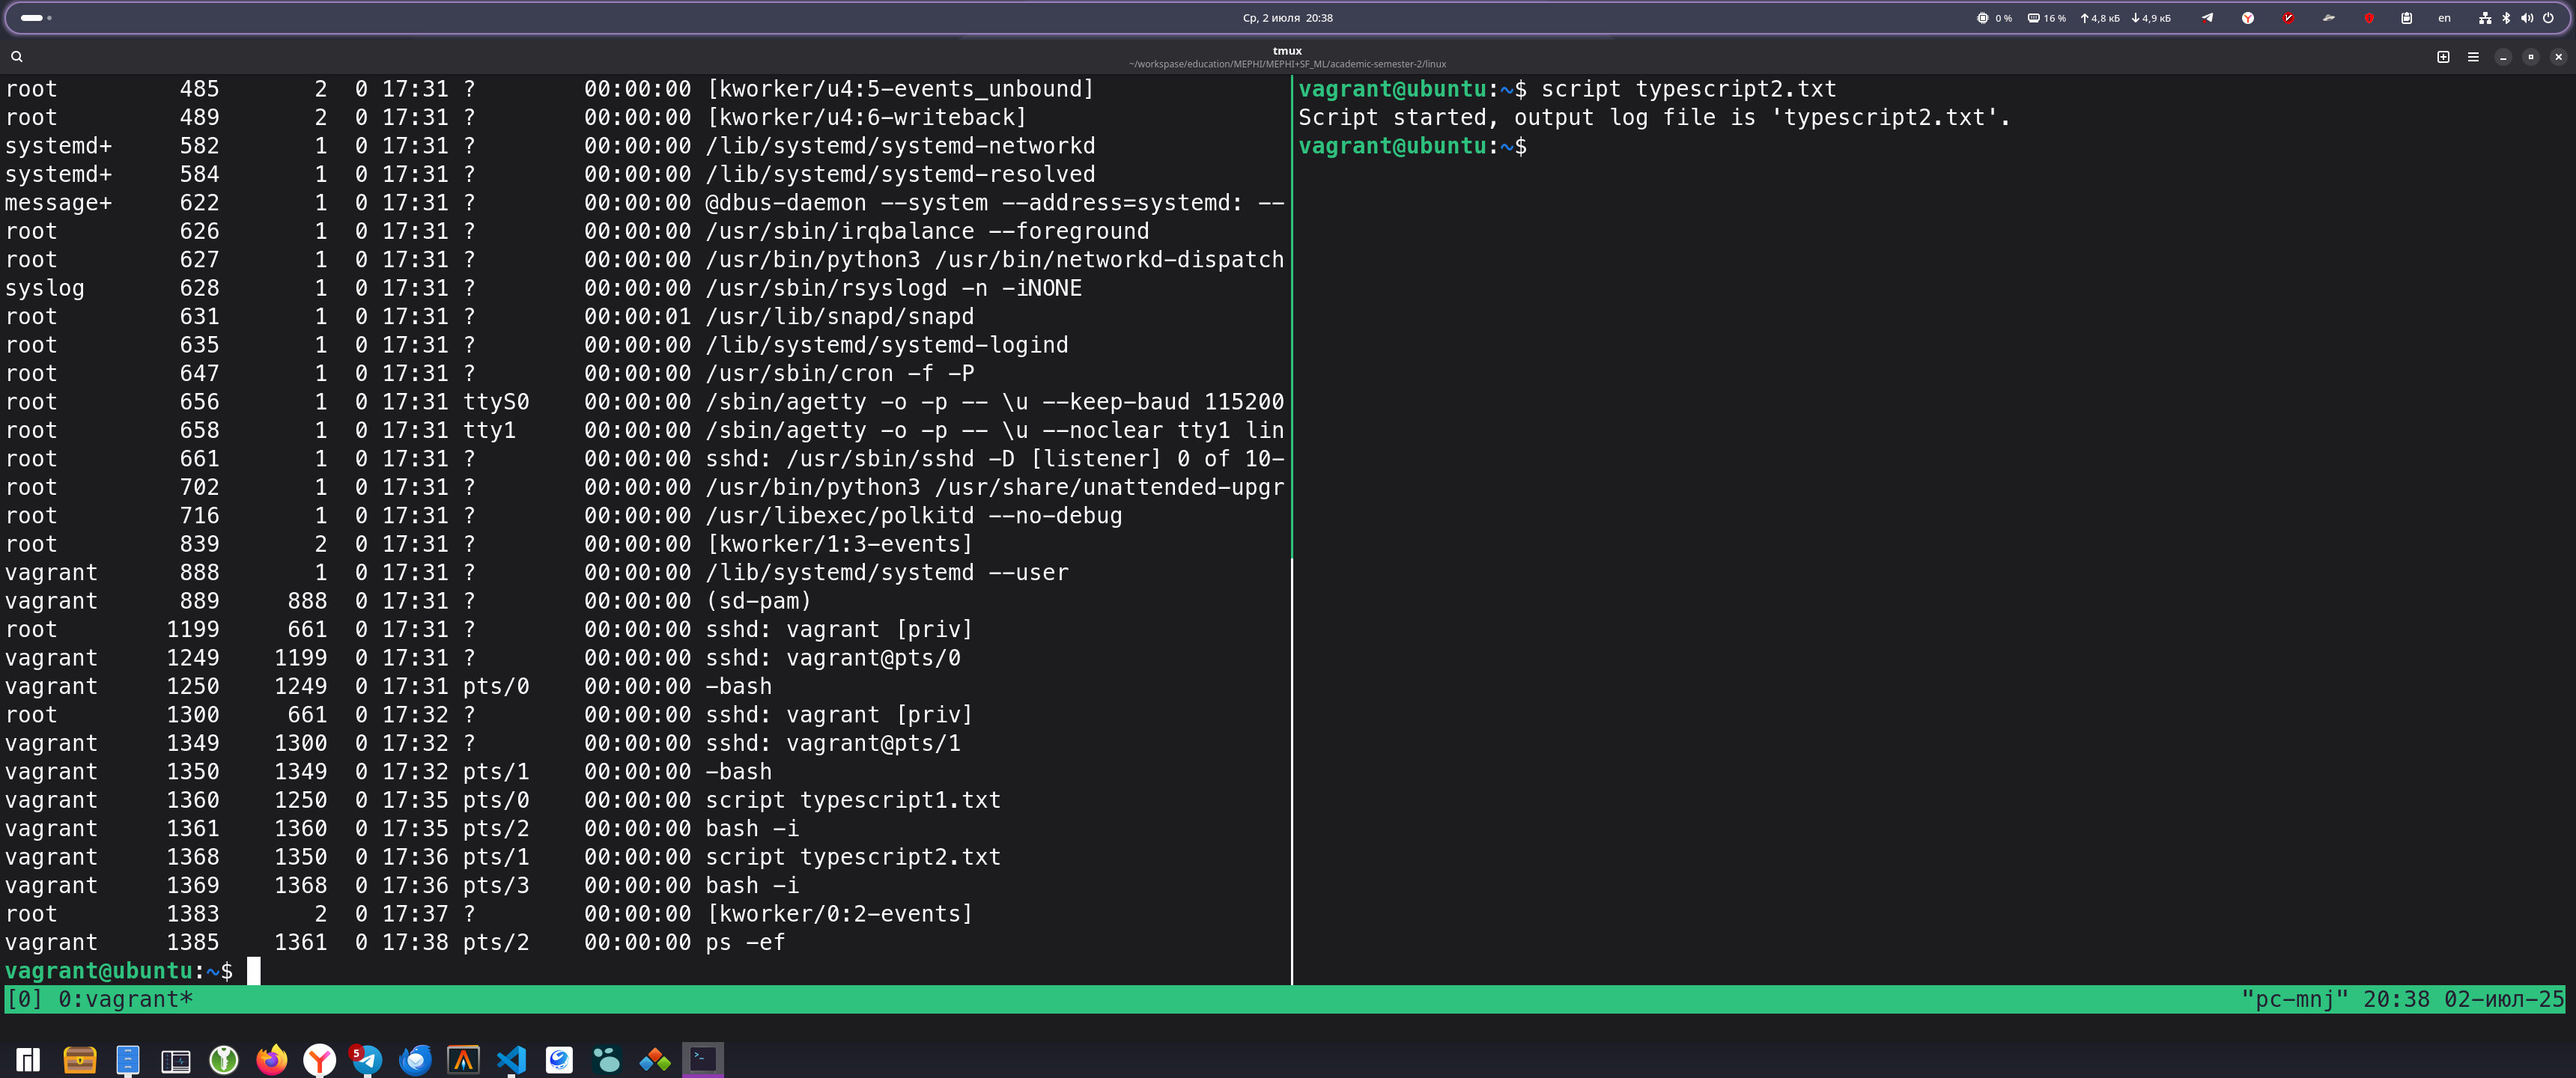 Ср, 2 июля 20:38
0 % 16 % 4,8 кБ 4,9 кБ en
tmux
~/workspase/education/MEPHI/MEPHI+SF_ML/academic-semester-2/linux
root 485 2 0 17:31 ? 00:00:00 [kworker/u4:5-events_unbound]
root 489 2 0 17:31 ? 00:00:00 [kworker/u4:6-writeback]
systemd+ 582 1 0 17:31 ? 00:00:00 /lib/systemd/systemd-networkd
systemd+ 584 1 0 17:31 ? 00:00:00 /lib/systemd/systemd-resolved
message+ 622 1 0 17:31 ? 00:00:00 @dbus-daemon --system --address=systemd: --
root 626 1 0 17:31 ? 00:00:00 /usr/sbin/irqbalance --foreground
root 627 1 0 17:31 ? 00:00:00 /usr/bin/python3 /usr/bin/networkd-dispatch
syslog 628 1 0 17:31 ? 00:00:00 /usr/sbin/rsyslogd -n -iNONE
root 631 1 0 17:31 ? 00:00:01 /usr/lib/snapd/snapd
root 635 1 0 17:31 ? 00:00:00 /lib/systemd/systemd-logind
root 647 1 0 17:31 ? 00:00:00 /usr/sbin/cron -f -P
root 656 1 0 17:31 ttyS0 00:00:00 /sbin/agetty -o -p -- \u --keep-baud 115200
root 658 1 0 17:31 tty1 00:00:00 /sbin/agetty -o -p -- \u --noclear tty1 lin
root 661 1 0 17:31 ? 00:00:00 sshd: /usr/sbin/sshd -D [listener] 0 of 10-
root 702 1 0 17:31 ? 00:00:00 /usr/bin/python3 /usr/share/unattended-upgr
root 716 1 0 17:31 ? 00:00:00 /usr/libexec/polkitd --no-debug
root 839 2 0 17:31 ? 00:00:00 [kworker/1:3-events]
vagrant 888 1 0 17:31 ? 00:00:00 /lib/systemd/systemd --user
vagrant 889 888 0 17:31 ? 00:00:00 (sd-pam)
root 1199 661 0 17:31 ? 00:00:00 sshd: vagrant [priv]
vagrant 1249 1199 0 17:31 ? 00:00:00 sshd: vagrant@pts/0
vagrant 1250 1249 0 17:31 pts/0 00:00:00 -bash
root 1300 661 0 17:32 ? 00:00:00 sshd: vagrant [priv]
vagrant 1349 1300 0 17:32 ? 00:00:00 sshd: vagrant@pts/1
vagrant 1350 1349 0 17:32 pts/1 00:00:00 -bash
vagrant 1360 1250 0 17:35 pts/0 00:00:00 script typescript1.txt
vagrant 1361 1360 0 17:35 pts/2 00:00:00 bash -i
vagrant 1368 1350 0 17:36 pts/1 00:00:00 script typescript2.txt
vagrant 1369 1368 0 17:36 pts/3 00:00:00 bash -i
root 1383 2 0 17:37 ? 00:00:00 [kworker/0:2-events]
vagrant 1385 1361 0 17:38 pts/2 00:00:00 ps -ef
vagrant@ubuntu:~$
vagrant@ubuntu:~$ script typescript2.txt
Script started, output log file is 'typescript2.txt'.
vagrant@ubuntu:~$
[0] 0:vagrant* "pc-mnj" 20:38 02-июл-25
5